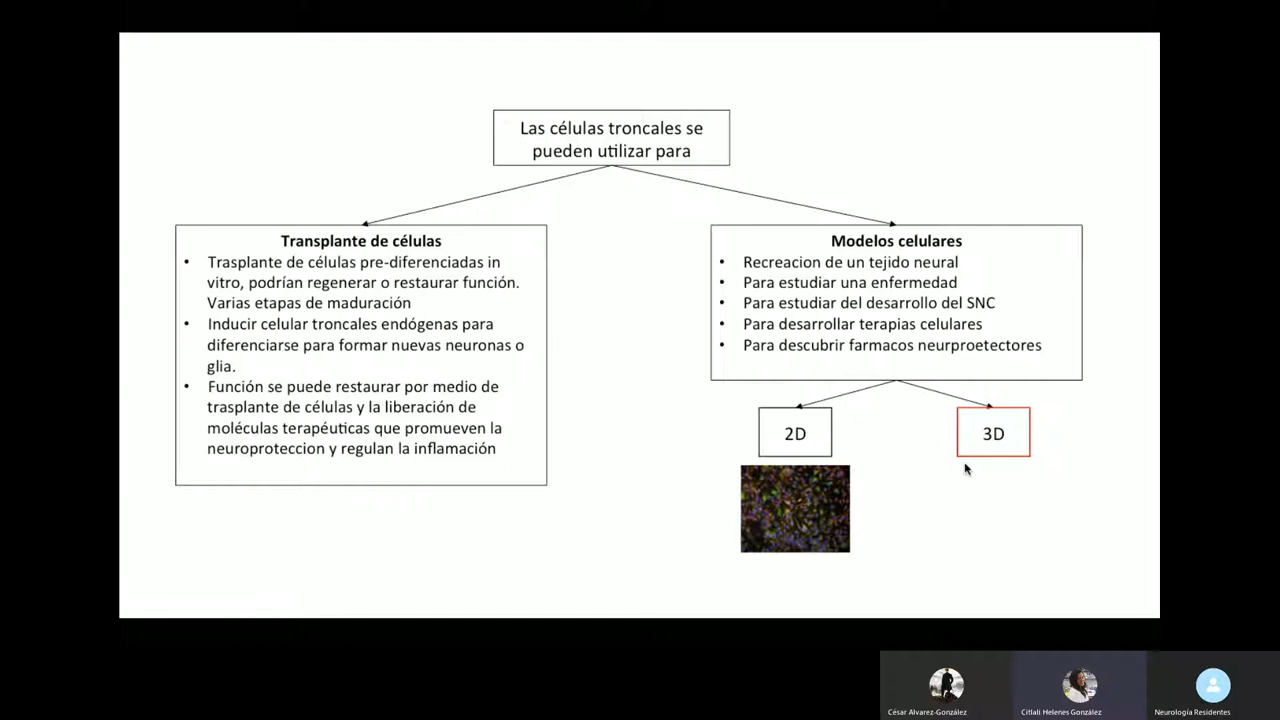 Las células troncales se
pueden utilizar para
Transplante de células
• Trasplante de células pre-diferenciadas in
vitro, podrían regenerar o restaurar función.
Varias etapas de maduración
• Inducir celular troncales endógenas para
diferenciarse para formar nuevas neuronas o
glia.
• Función se puede restaurar por medio de
trasplante de células y la liberación de
moléculas terapéuticas que promueven la
neuroproteccion y regulan la inflamación
Modelos celulares
• Recreacion de un tejido neural
• Para estudiar una enfermedad
• Para estudiar del desarrollo del SNC
• Para desarrollar terapias celulares
• Para descubrir farmacos neurproetectores
2D
3D
César Alvarez-González
Citlali Helenes González
Neurología Residentes